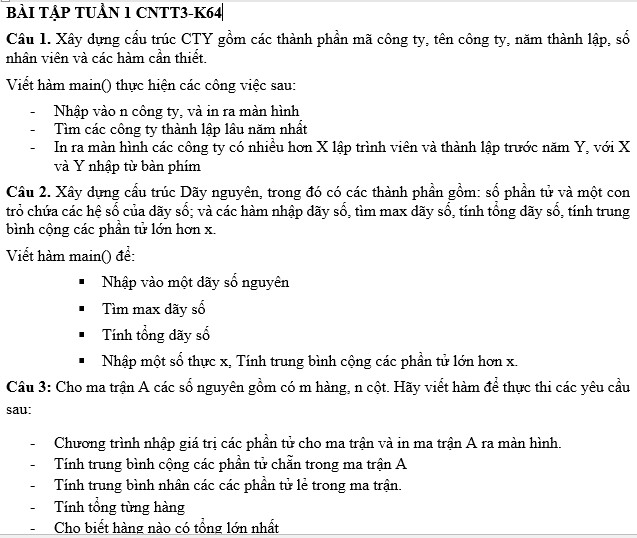 BÀI TẬP TUẦN 1 CNTT3-K64
Câu 1. Xây dựng cấu trúc CTY gồm các thành phần mã công ty, tên công ty, năm thành lập, số
nhân viên và các hàm cần thiết.
Viết hàm main() thực hiện các công việc sau:
- Nhập vào n công ty, và in ra màn hình
- Tìm các công ty thành lập lâu năm nhất
- In ra màn hình các công ty có nhiều hơn X lập trình viên và thành lập trước năm Y, với X
và Y nhập từ bàn phím
Câu 2. Xây dựng cấu trúc Dãy nguyên, trong đó có các thành phần gồm: số phần tử và một con
trỏ chứa các hệ số của dãy số; và các hàm nhập dãy số, tìm max dãy số, tính tổng dãy số, tính trung
bình cộng các phần tử lớn hơn x.
Viết hàm main() để:
▪ Nhập vào một dãy số nguyên
▪ Tìm max dãy số
▪ Tính tổng dãy số
▪ Nhập một số thực x, Tính trung bình cộng các phần tử lớn hơn x.
Câu 3: Cho ma trận A các số nguyên gồm có m hàng, n cột. Hãy viết hàm để thực thi các yêu cầu
sau:
- Chương trình nhập giá trị các phần tử cho ma trận và in ma trận A ra màn hình.
- Tính trung bình cộng các phần tử chẵn trong ma trận A
- Tính trung bình nhân các các phần tử lẻ trong ma trận.
- Tính tổng từng hàng
- Cho biết hàng nào có tổng lớn nhất